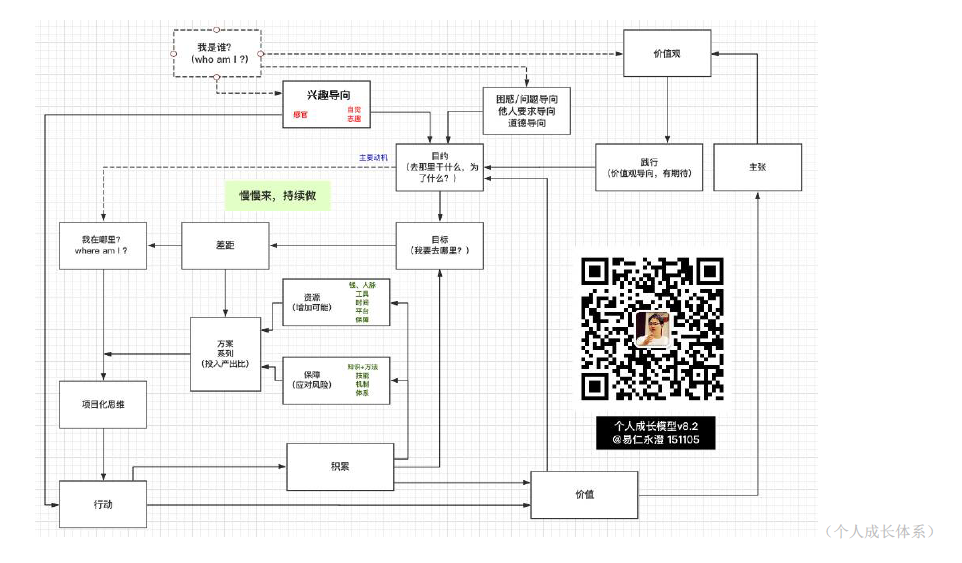 我是谁？
（who am I ?）
价值观
兴趣导向
感官
自觉
志趣
困惑/问题导向
他人要求导向
道德导向
主要动机
目的
（去那里干什么，为
了什么？）
践行
（价值观导向，有期待）
主张
慢慢来，持续做
我在哪里？
where am I ?
差距
目标
（我要去哪里？）
资源
（增加可能）
钱、人脉
工具
时间
平台
保障
方案
系列
（投入产出比）
保障
（应对风险）
知识+方法
技能
机制
体系
项目化思维
个人成长模型v8.2
@易仁永澄 151105
积累
价值
行动
（个人成长体系）